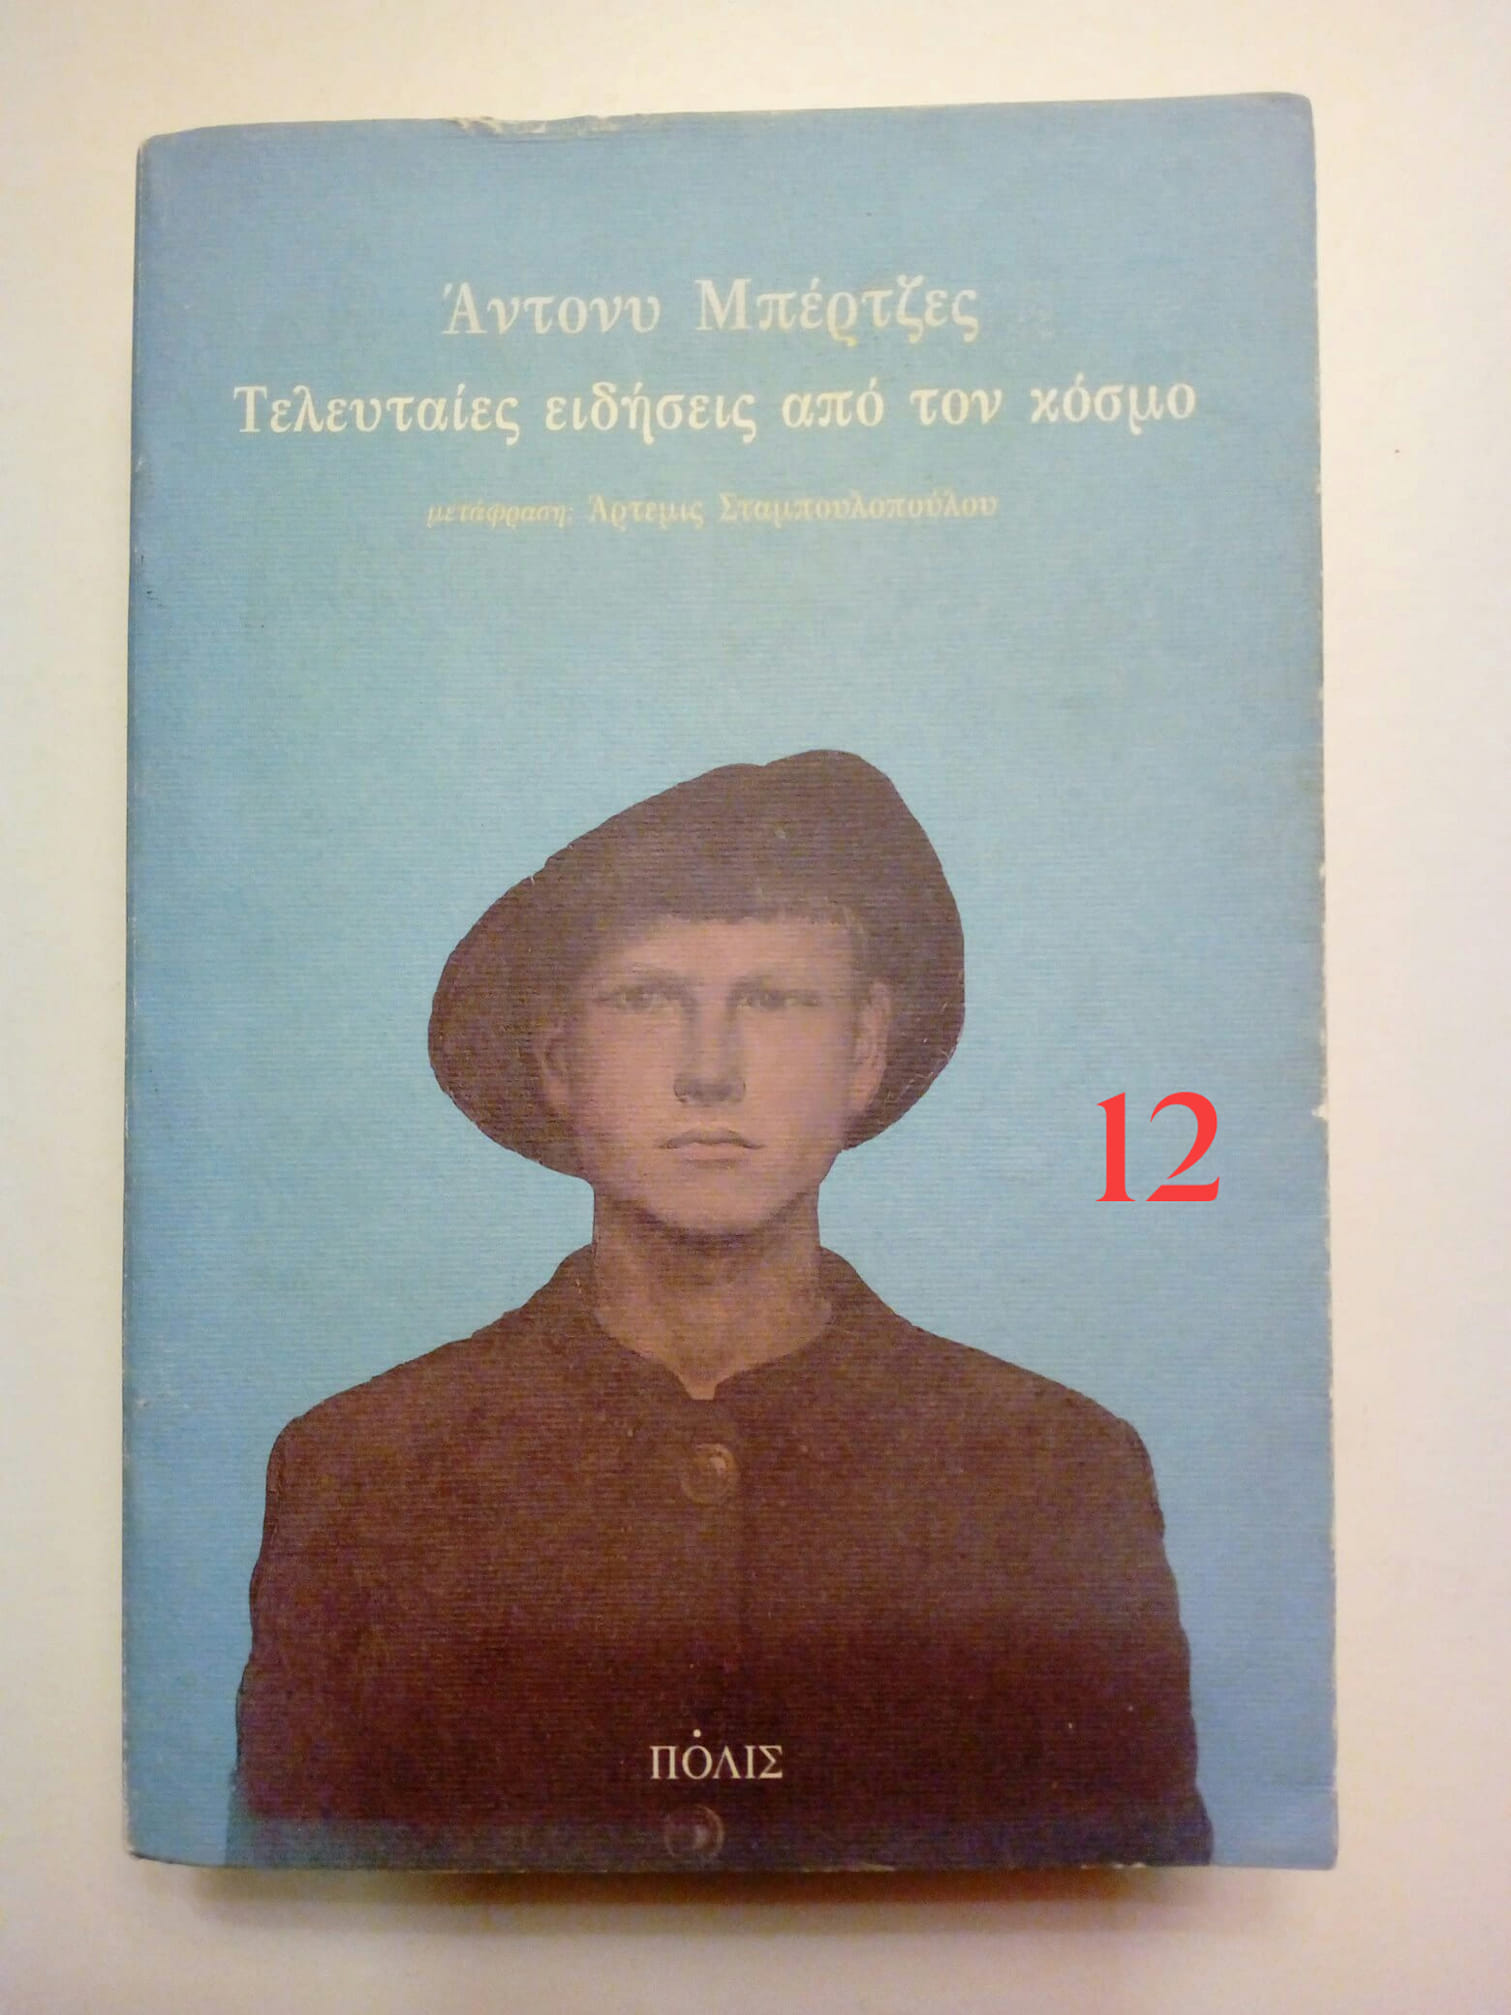 Άντονυ Μπέρτζες
Τελευταίες ειδήσεις από τον κόσμο
μετάφραση: Άρτεμις Σταμπουλοπούλου
12
ΠΟΛΙΣ